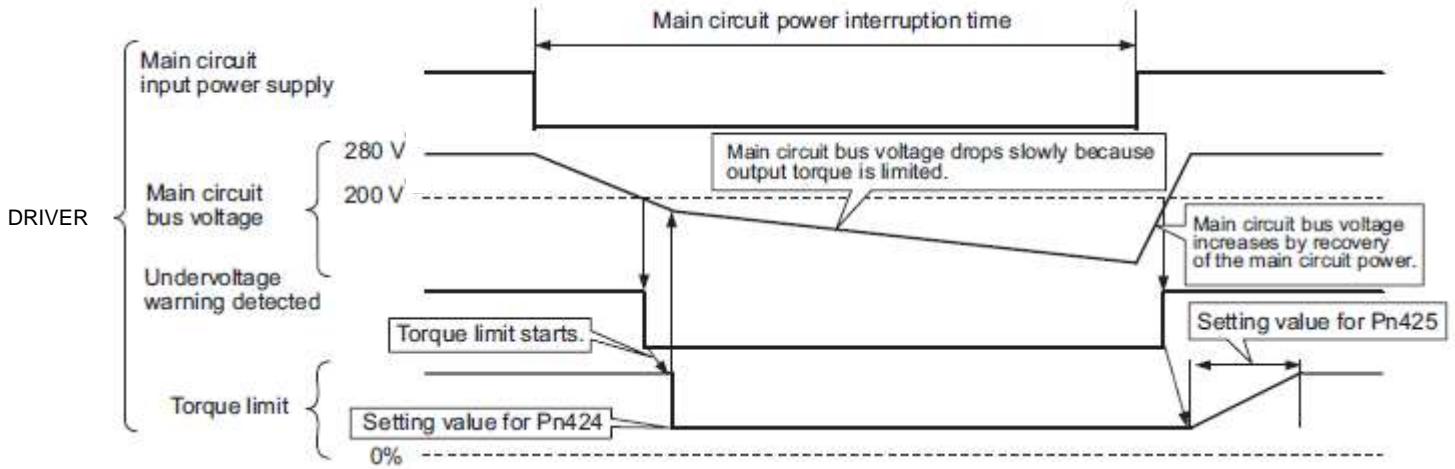 Main circuit power interruption time
Main circuit
input power supply
280 V
Main circuit bus voltage drops slowly because
output torque is limited.
200 V
Main circuit
bus voltage
DRIVER
Main circuit bus voltage
increases by recovery
of the main circuit power.
Undervoltage
warning detected
Torque limit starts.
Setting value for Pn425
Torque limit
Setting value for Pn424
0%